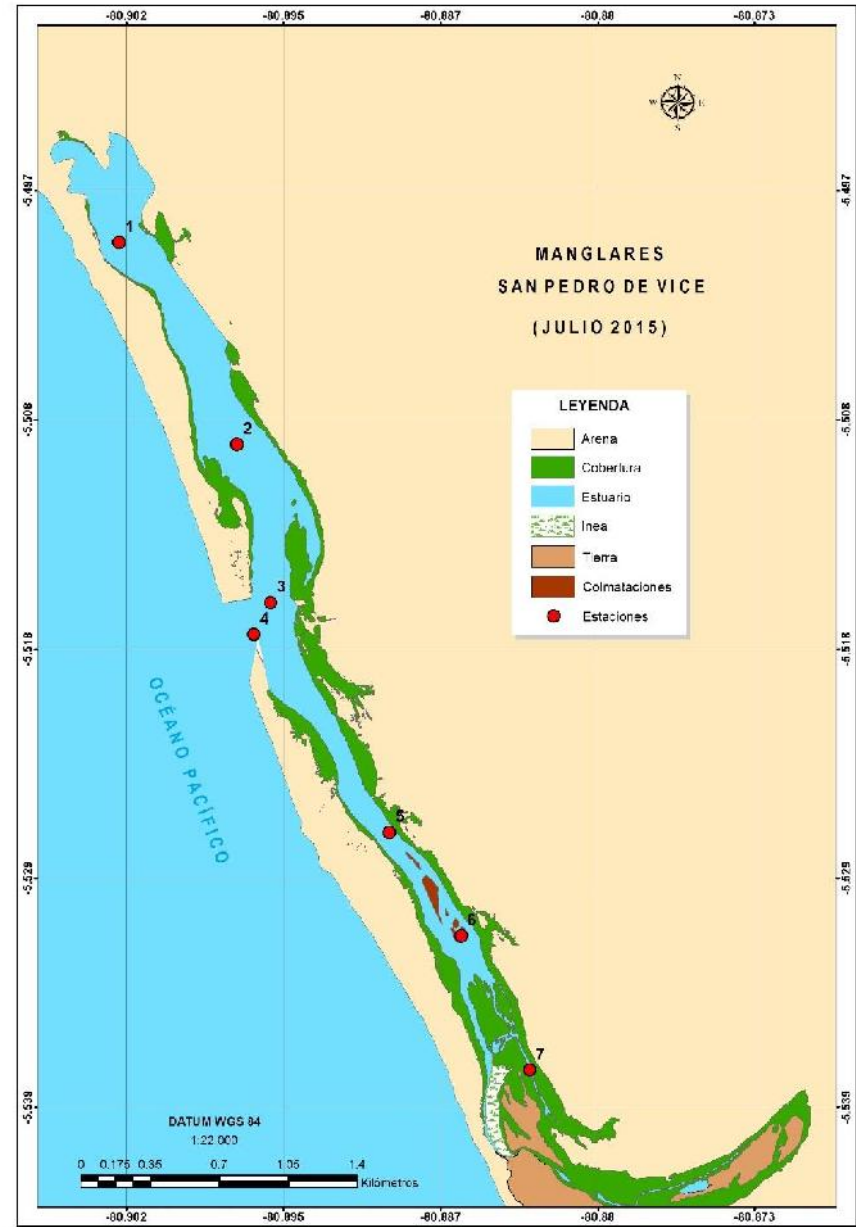 -80.902 -80.895 -80.887 -80.88 -80.873
N
W E
S
-5.497 -5.497
1
MANGLARES
SAN PEDRO DE VICE
(JULIO 2015)
LEYENDA
Arena
Cobertura
Estuario
Inea
Tierra
Colmataciones
Estaciones
-5.508 -5.508
2
3
4
-5.518 -5.518
OCÉANO PACÍFICO
5
-5.529 -5.529
6
7
-5.539 -5.539
DATUM WGS 84
1:22 000
0 0.175 0.35 0.7 1.05 1.4
Kilómetros
-80.902 -80.895 -80.887 -80.88 -80.873